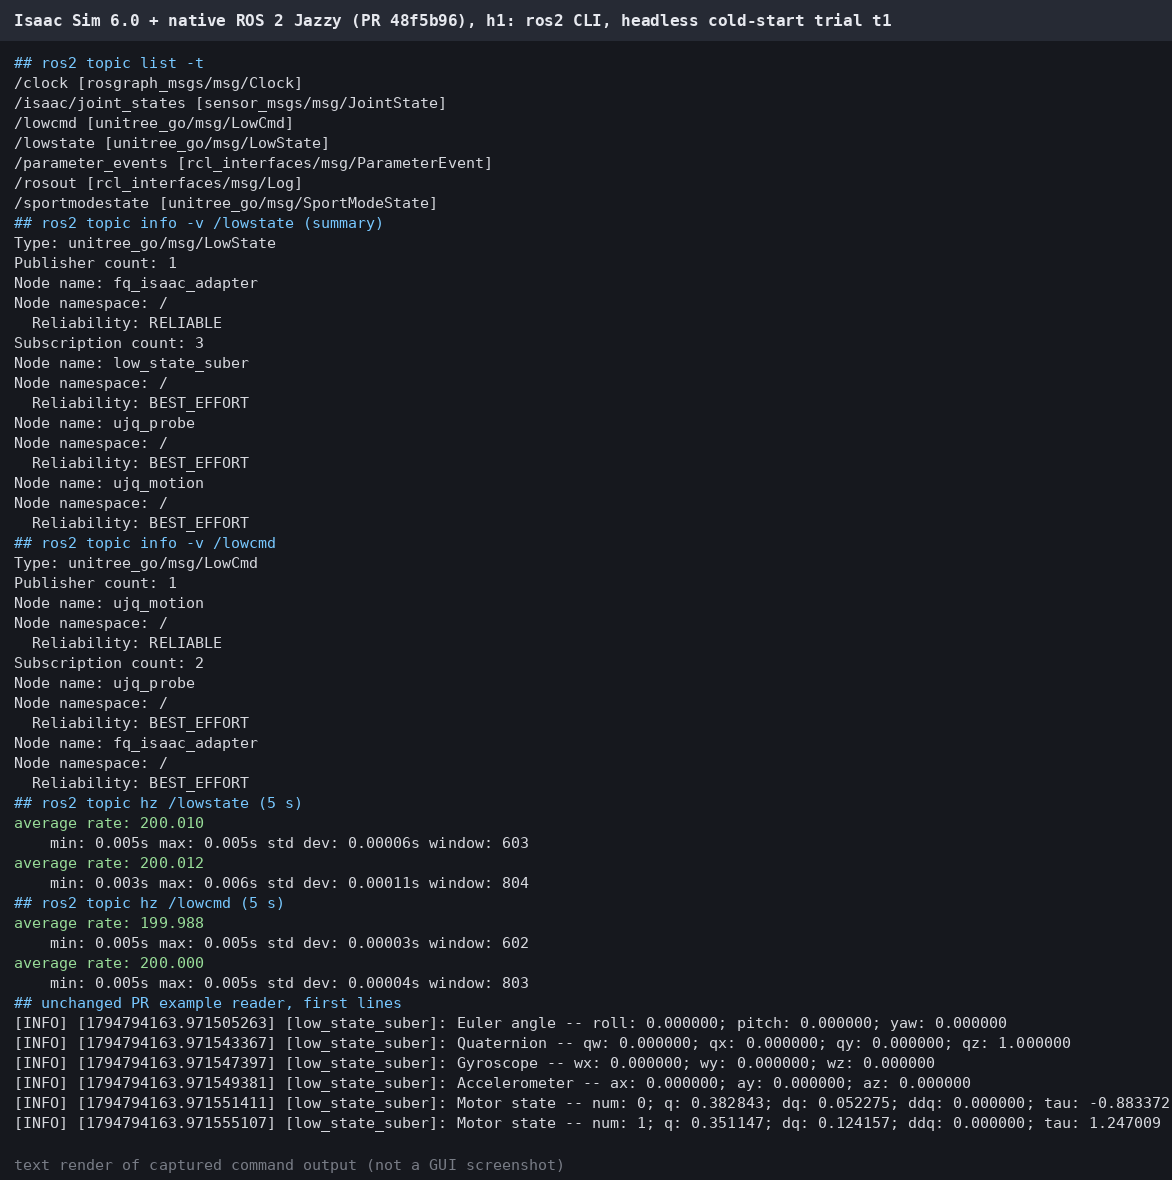 Isaac Sim 6.0 + native ROS 2 Jazzy (PR 48f5b96), h1: ros2 CLI, headless cold-start trial t1
## ros2 topic list -t
/clock [rosgraph_msgs/msg/Clock]
/isaac/joint_states [sensor_msgs/msg/JointState]
/lowcmd [unitree_go/msg/LowCmd]
/lowstate [unitree_go/msg/LowState]
/parameter_events [rcl_interfaces/msg/ParameterEvent]
/rosout [rcl_interfaces/msg/Log]
/sportmodestate [unitree_go/msg/SportModeState]
## ros2 topic info -v /lowstate (summary)
Type: unitree_go/msg/LowState
Publisher count: 1
Node name: fq_isaac_adapter
Node namespace: /
  Reliability: RELIABLE
Subscription count: 3
Node name: low_state_suber
Node namespace: /
  Reliability: BEST_EFFORT
Node name: ujq_probe
Node namespace: /
  Reliability: BEST_EFFORT
Node name: ujq_motion
Node namespace: /
  Reliability: BEST_EFFORT
## ros2 topic info -v /lowcmd
Type: unitree_go/msg/LowCmd
Publisher count: 1
Node name: ujq_motion
Node namespace: /
  Reliability: RELIABLE
Subscription count: 2
Node name: ujq_probe
Node namespace: /
  Reliability: BEST_EFFORT
Node name: fq_isaac_adapter
Node namespace: /
  Reliability: BEST_EFFORT
## ros2 topic hz /lowstate (5 s)
average rate: 200.010
    min: 0.005s max: 0.005s std dev: 0.00006s window: 603
average rate: 200.012
    min: 0.003s max: 0.006s std dev: 0.00011s window: 804
## ros2 topic hz /lowcmd (5 s)
average rate: 199.988
    min: 0.005s max: 0.005s std dev: 0.00003s window: 602
average rate: 200.000
    min: 0.005s max: 0.005s std dev: 0.00004s window: 803
## unchanged PR example reader, first lines
[INFO] [1794794163.971505263] [low_state_suber]: Euler angle -- roll: 0.000000; pitch: 0.000000; yaw: 0.000000
[INFO] [1794794163.971543367] [low_state_suber]: Quaternion -- qw: 0.000000; qx: 0.000000; qy: 0.000000; qz: 1.000000
[INFO] [1794794163.971547397] [low_state_suber]: Gyroscope -- wx: 0.000000; wy: 0.000000; wz: 0.000000
[INFO] [1794794163.971549381] [low_state_suber]: Accelerometer -- ax: 0.000000; ay: 0.000000; az: 0.000000
[INFO] [1794794163.971551411] [low_state_suber]: Motor state -- num: 0; q: 0.382843; dq: 0.052275; ddq: 0.000000; tau: -0.883372
[INFO] [1794794163.971555107] [low_state_suber]: Motor state -- num: 1; q: 0.351147; dq: 0.124157; ddq: 0.000000; tau: 1.247009
text render of captured command output (not a GUI screenshot)